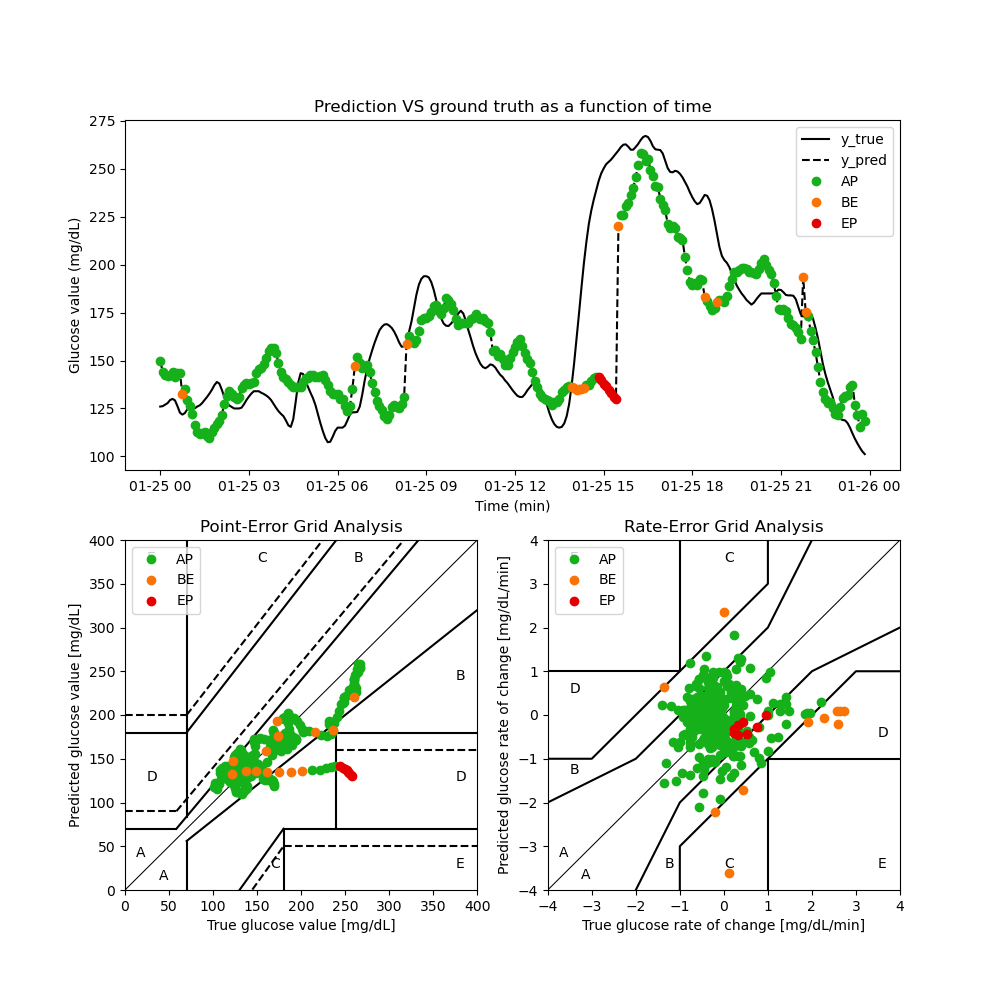 Prediction VS ground truth as a function of time
Glucose value (mg/dL)
275
250
225
200
175
150
125
100
y_true
y_pred
AP
BE
EP
01-25 00 01-25 03 01-25 06 01-25 09 01-25 12 01-25 15 01-25 18 01-25 21 01-26 00
Time (min)
Point-Error Grid Analysis
Predicted glucose value [mg/dL]
400
350
300
250
200
150
100
50
0
AP
BE
EP
C
B
B
D
D
A
A
C
E
0 50 100 150 200 250 300 350 400
True glucose value [mg/dL]
Rate-Error Grid Analysis
Predicted glucose rate of change [mg/dL/min]
4
3
2
1
0
−1
−2
−3
−4
AP
BE
EP
C
D
D
B
A
A
B
C
E
−4 −3 −2 −1 0 1 2 3 4
True glucose rate of change [mg/dL/min]